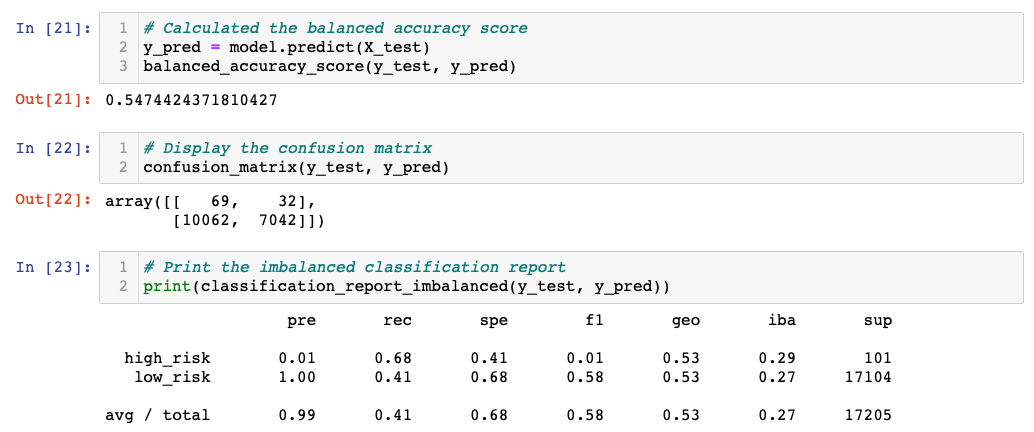 In [21]: 1 # Calculated the balanced accuracy score
2 y_pred = model.predict(X_test)
3 balanced_accuracy_score(y_test, y_pred)
Out[21]: 0.5474424371810427
In [22]: 1 # Display the confusion matrix
2 confusion_matrix(y_test, y_pred)
Out[22]: array([[   69,    32],
       [10062,  7042]])
In [23]: 1 # Print the imbalanced classification report
2 print(classification_report_imbalanced(y_test, y_pred))
pre rec spe f1 geo iba sup
high_risk 0.01 0.68 0.41 0.01 0.53 0.29 101
low_risk 1.00 0.41 0.68 0.58 0.53 0.27 17104
avg / total 0.99 0.41 0.68 0.58 0.53 0.27 17205